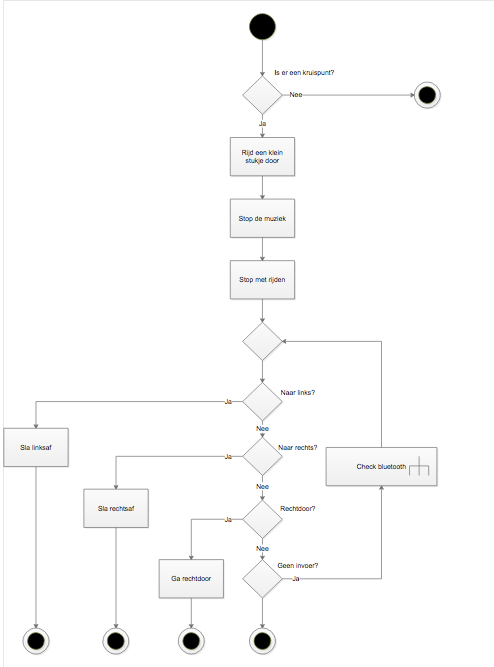 Is er een kruispunt?
Nee
Ja
Rijd een klein
stukje door
Stop de muziek
Stop met rijden
Naar links?
Ja
Nee
Sla linksaf
Naar rechts?
Ja
Check bluetooth
Nee
Sla rechtsaf
Rechtdoor?
Ja
Nee
Geen invoer?
Ja
Ga rechtdoor